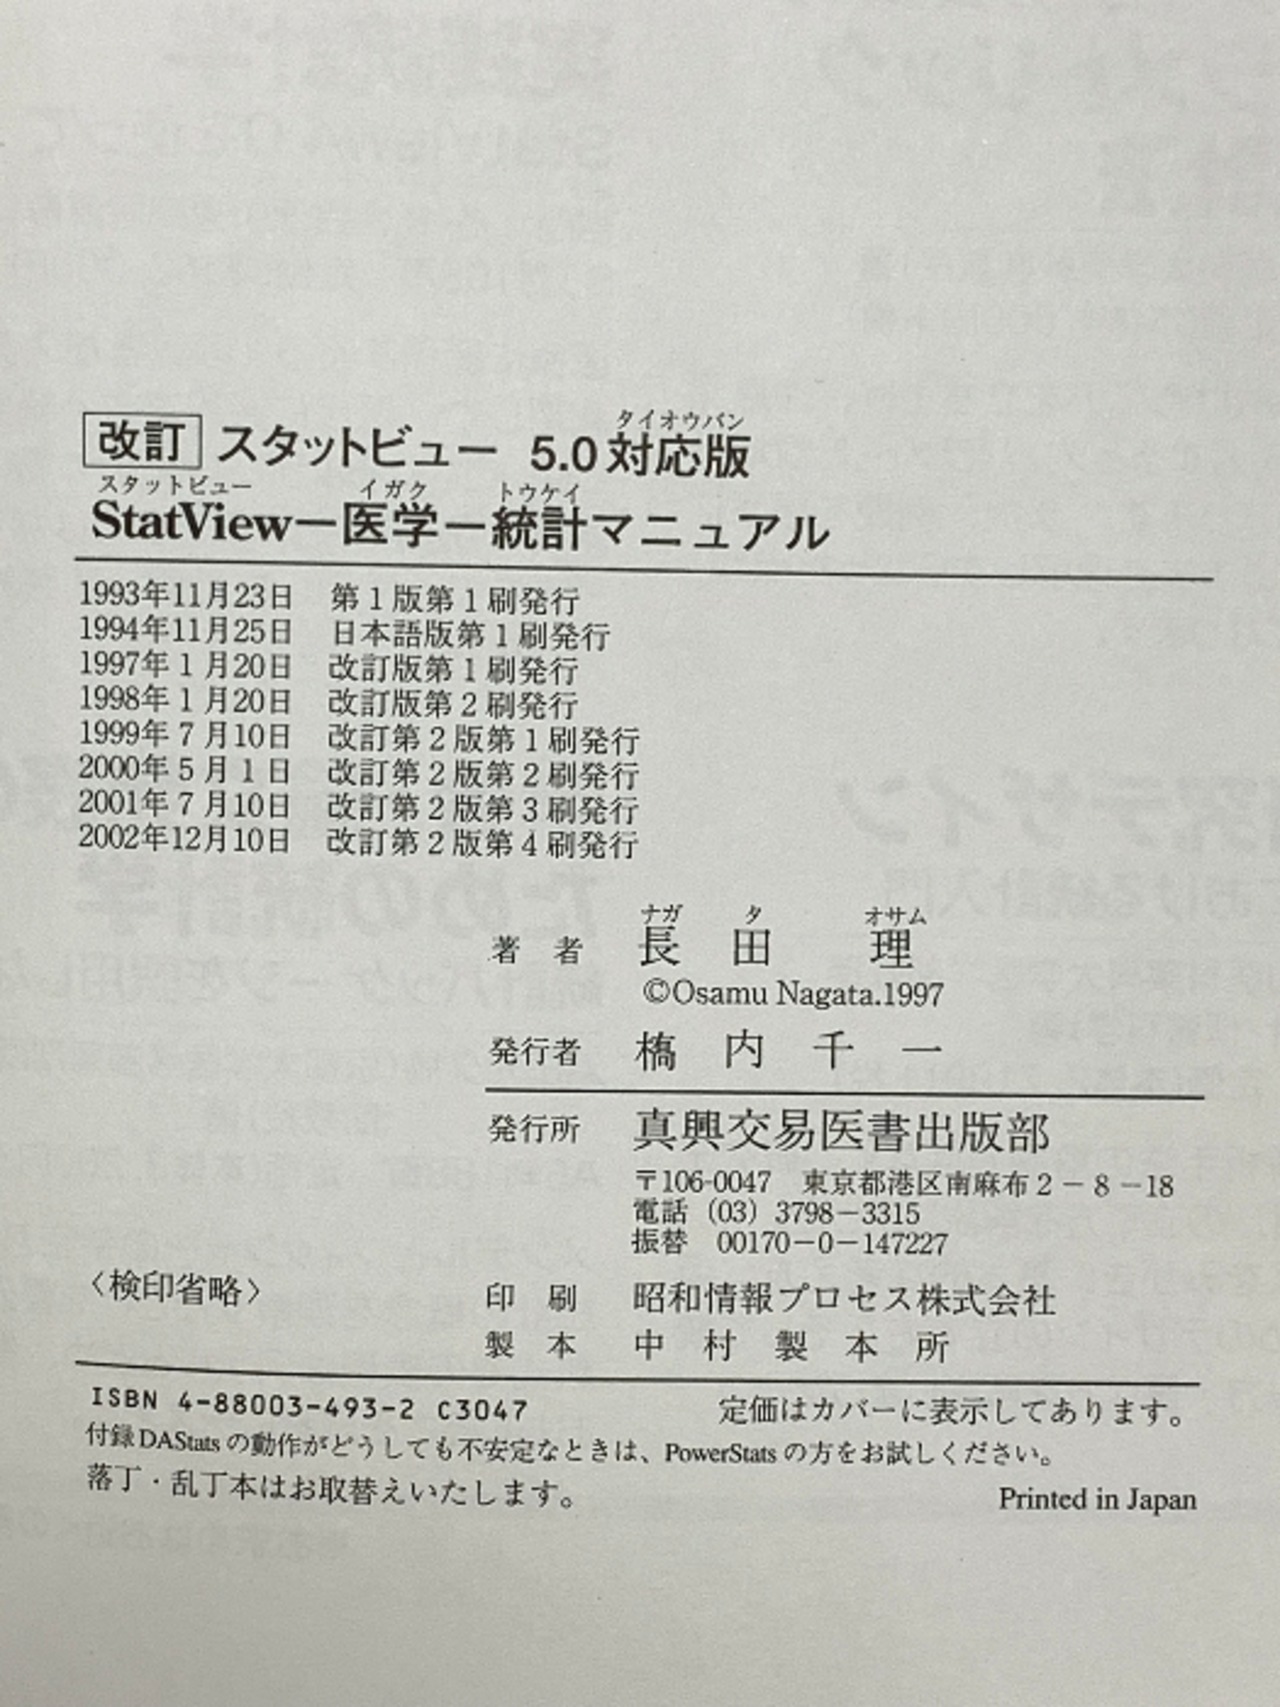 タイオウバン
改訂 スタットビュー 5.0対応版
スタットビュー イガク トウケイ
StatView―医学―統計マニュアル
1993年11月23日 第1版第1刷発行
1994年11月25日 日本語版第1刷発行
1997年1月20日 改訂版第1刷発行
1998年1月20日 改訂版第2刷発行
1999年7月10日 改訂第2版第1刷発行
2000年5月1日 改訂第2版第2刷発行
2001年7月10日 改訂第2版第3刷発行
2002年12月10日 改訂第2版第4刷発行
ナガ タ オサム
著者 長田 理
©Osamu Nagata.1997
発行者 橋内千一
発行所 真興交易医書出版部
〒106-0047 東京都港区南麻布2－8－18
電話 (03) 3798－3315
振替 00170－0－147227
〈検印省略〉 印刷 昭和情報プロセス株式会社
製本 中村製本所
ISBN 4-88003-493-2 C3047 定価はカバーに表示してあります。
付録DAStatsの動作がどうしても不安定なときは、PowerStatsの方をお試しください。
落丁・乱丁本はお取替えいたします。 Printed in Japan